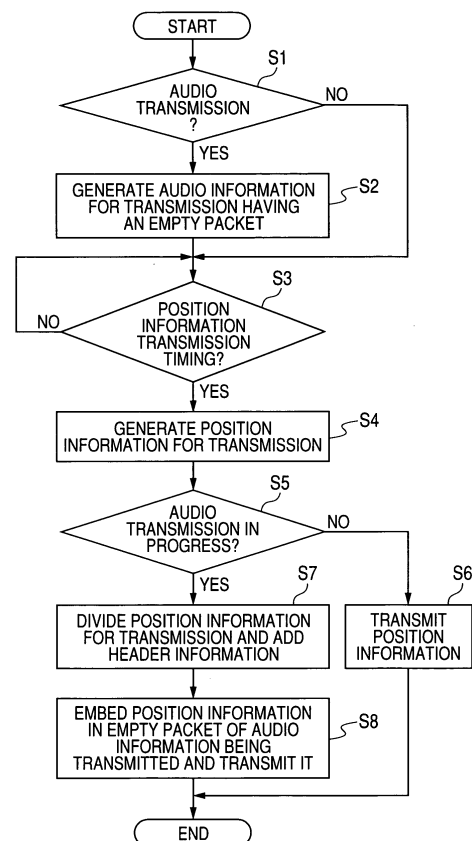 START
S1
AUDIO
TRANSMISSION
?
NO
YES
S2
GENERATE AUDIO INFORMATION
FOR TRANSMISSION HAVING
AN EMPTY PACKET
S3
POSITION
INFORMATION
TRANSMISSION
TIMING?
NO
YES
S4
GENERATE POSITION
INFORMATION FOR TRANSMISSION
S5
AUDIO
TRANSMISSION IN
PROGRESS?
NO
YES
S7
DIVIDE POSITION INFORMATION
FOR TRANSMISSION AND ADD
HEADER INFORMATION
S6
TRANSMIT
POSITION
INFORMATION
S8
EMBED POSITION INFORMATION
IN EMPTY PACKET OF AUDIO
INFORMATION BEING
TRANSMITTED AND TRANSMIT IT
END